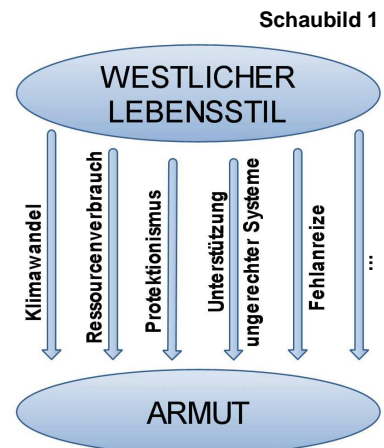 Schaubild 1
WESTLICHER
LEBENSSTIL
Klimawandel
Ressourcenverbrauch
Protektionismus
Unterstützung
ungerechter Systeme
Fehlanreize
...
ARMUT